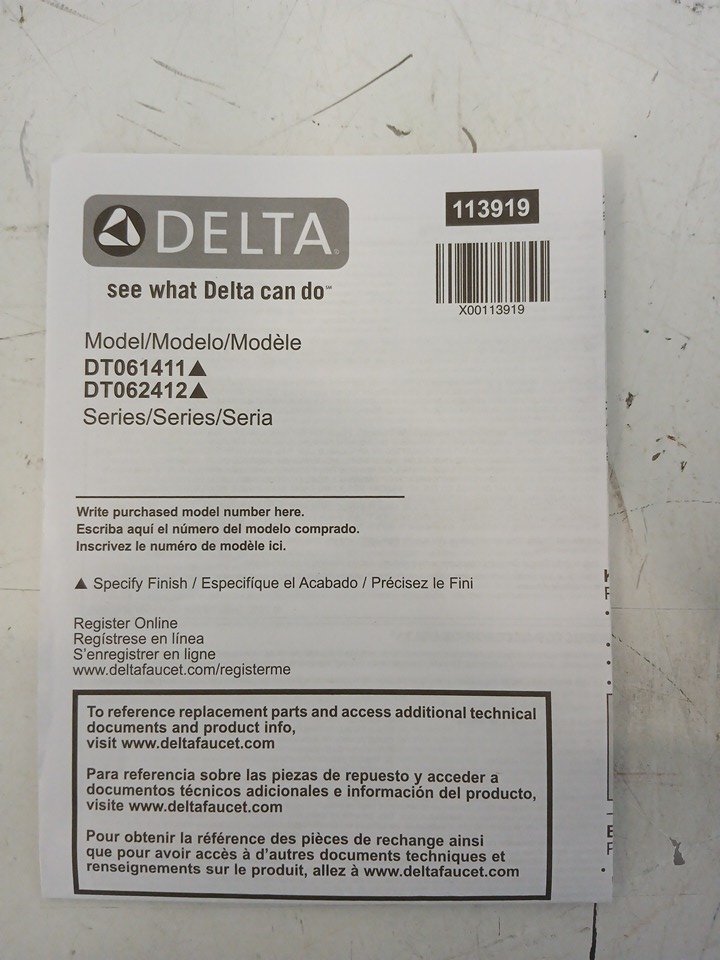 DELTA®
see what Delta can do℠
113919
X00113919
Model/Modelo/Modèle
DT061411▲
DT062412▲
Series/Series/Seria
Write purchased model number here.
Escriba aquí el número del modelo comprado.
Inscrivez le numéro de modèle ici.
▲ Specify Finish / Especifíque el Acabado / Précisez le Fini
Register Online
Regístrese en línea
S'enregistrer en ligne
www.deltafaucet.com/registerme
To reference replacement parts and access additional technical
documents and product info,
visit www.deltafaucet.com
Para referencia sobre las piezas de repuesto y acceder a
documentos técnicos adicionales e información del producto,
visite www.deltafaucet.com
Pour obtenir la référence des pièces de rechange ainsi
que pour avoir accès à d'autres documents techniques et
renseignements sur le produit, allez à www.deltafaucet.com